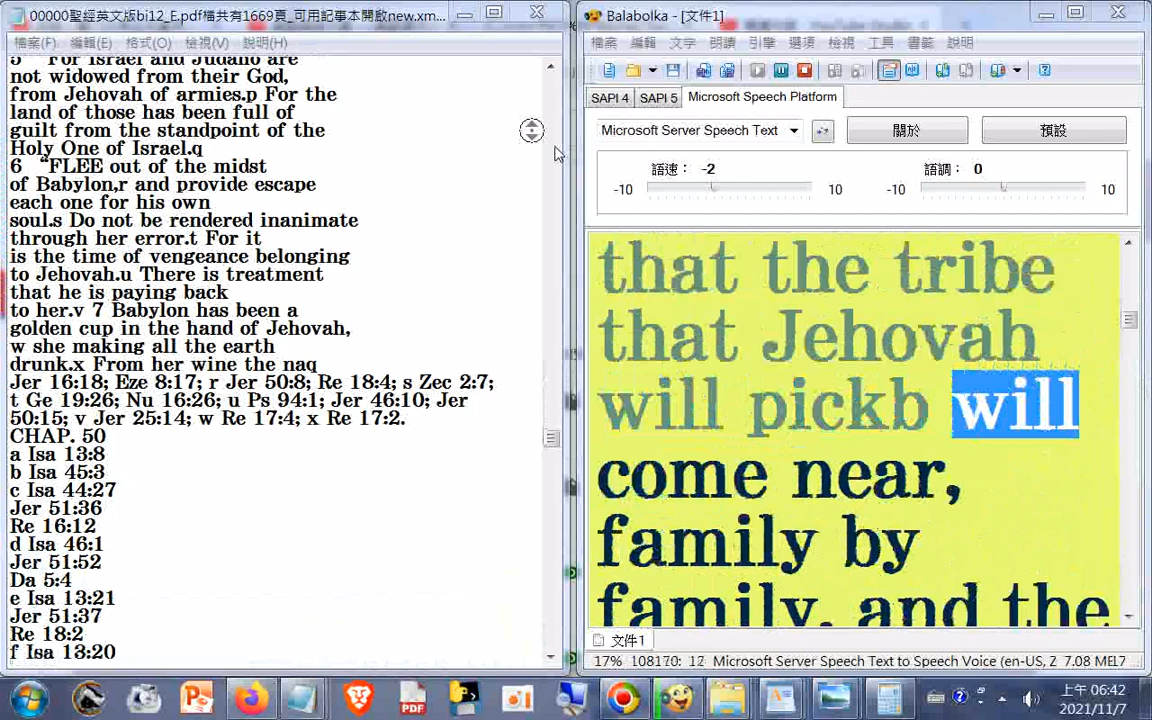 00000聖經英文版bi12_E.pdf檔共有1669頁_可用記事本開啟new.xm...
檔案(F) 編輯(E) 格式(O) 檢視(V) 說明(H)
5 “For Israel and Judaho are
not widowed from their God,
from Jehovah of armies.p For the
land of those has been full of
guilt from the standpoint of the
Holy One of Israel.q
6 “FLEE out of the midst
of Babylon,r and provide escape
each one for his own
soul.s Do not be rendered inanimate
through her error.t For it
is the time of vengeance belonging
to Jehovah.u There is treatment
that he is paying back
to her.v 7 Babylon has been a
golden cup in the hand of Jehovah,
w she making all the earth
drunk.x From her wine the naq
Jer 16:18; Eze 8:17; r Jer 50:8; Re 18:4; s Zec 2:7;
t Ge 19:26; Nu 16:26; u Ps 94:1; Jer 46:10; Jer
50:15; v Jer 25:14; w Re 17:4; x Re 17:2.
CHAP. 50
a Isa 13:8
b Isa 45:3
c Isa 44:27
Jer 51:36
Re 16:12
d Isa 46:1
Jer 51:52
Da 5:4
e Isa 13:21
Jer 51:37
Re 18:2
f Isa 13:20
Balabolka - [文件1]
檔案 編輯 文字 朗讀 引擎 選項 檢視 工具 書籤 說明
SAPI 4 SAPI 5 Microsoft Speech Platform
Microsoft Server Speech Text 關於 預設
語速: -2 語調: 0
-10 10 -10 10
that the tribe
that Jehovah
will pickb will
come near,
family by
family, and the
文件1
17% 108170: 12 Microsoft Server Speech Text to Speech Voice (en-US, Z 7.08 ME
上午 06:42
2021/11/7